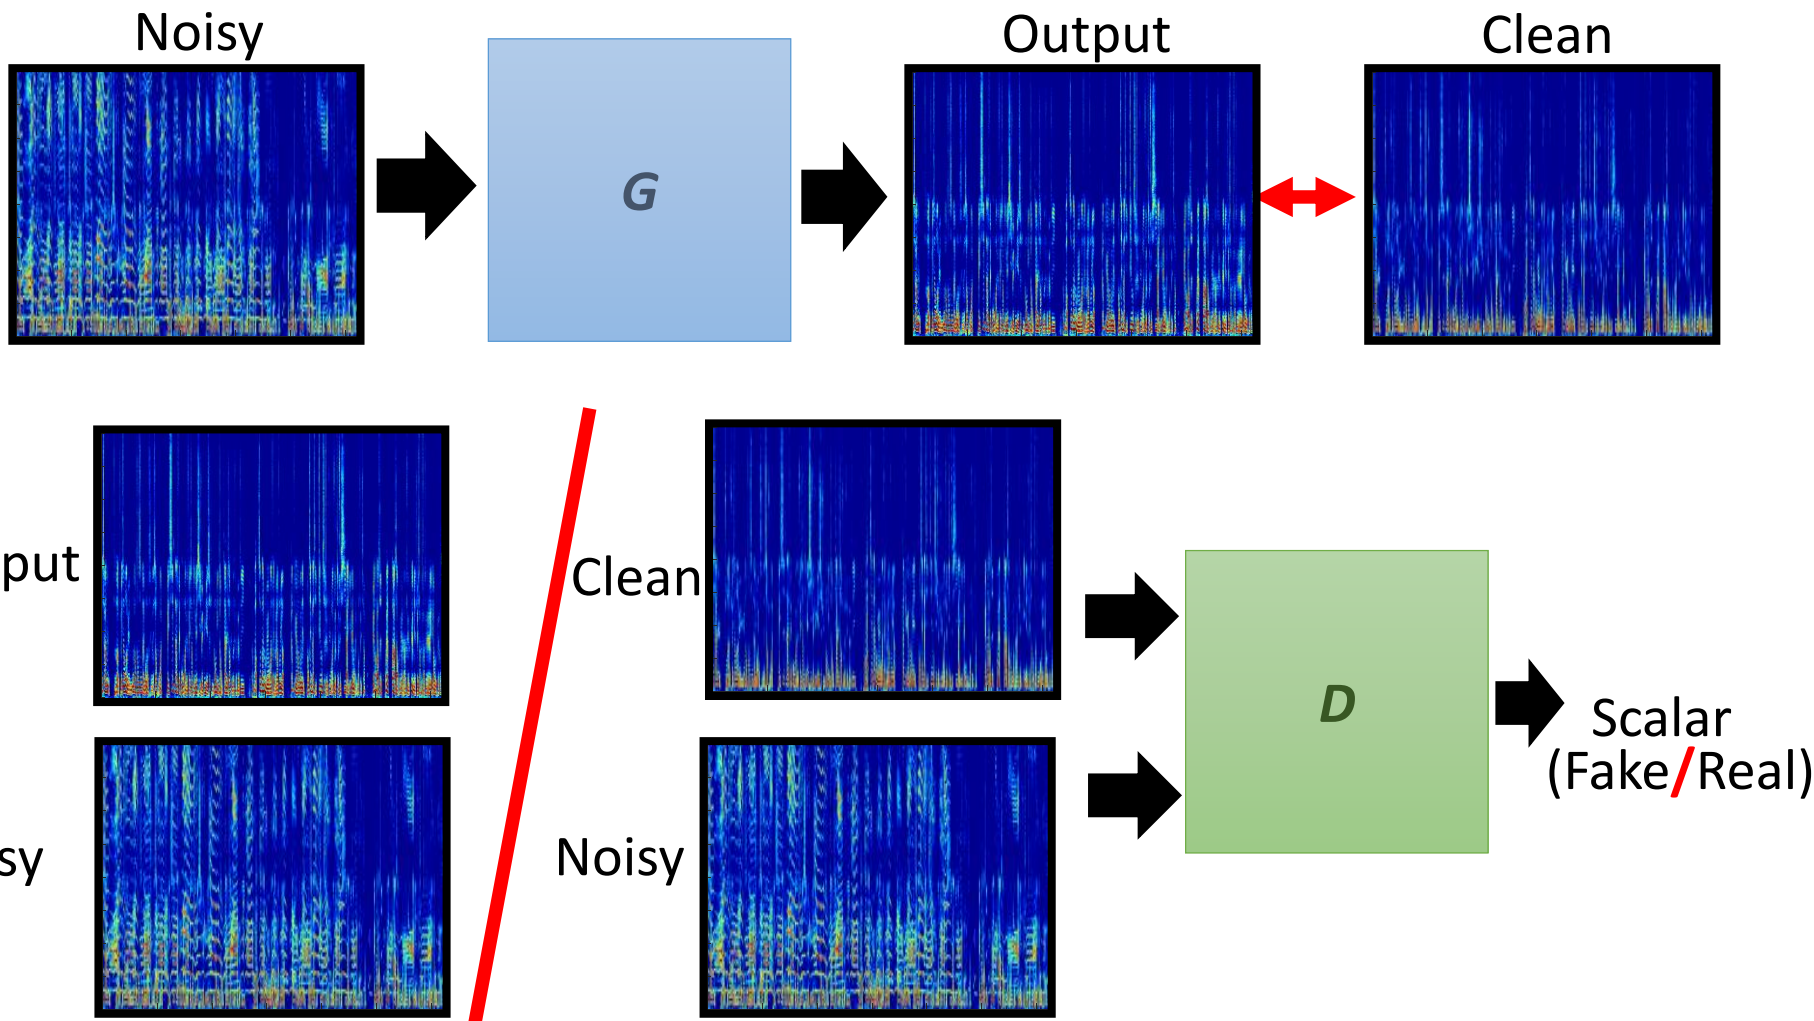 Noisy
Output
Clean
G
put
Clean
sy
Noisy
D
Scalar
(Fake/Real)